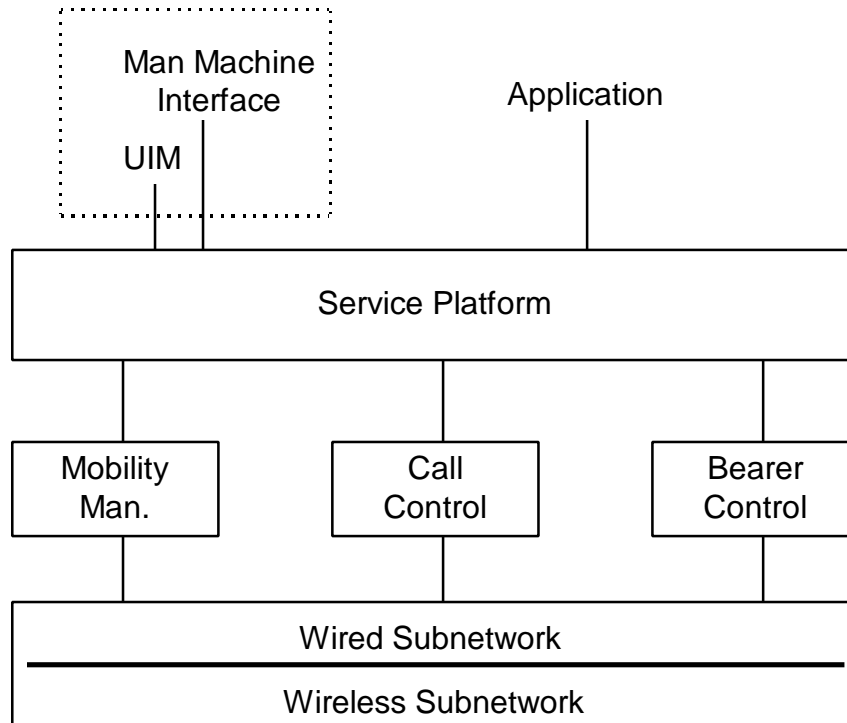 Man Machine
Interface
Application
UIM
Service Platform
Mobility
Man.
Call
Control
Bearer
Control
Wired Subnetwork
Wireless Subnetwork